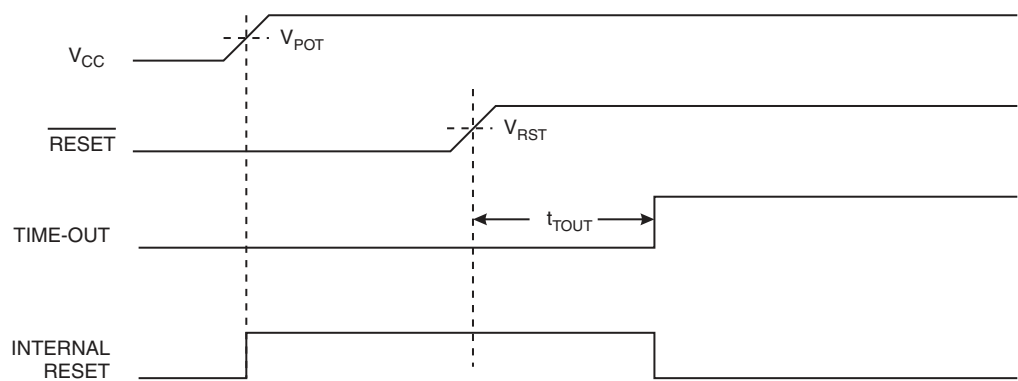 V_CC
V_POT
RESET
V_RST
TIME-OUT
t_TOUT
INTERNAL
RESET